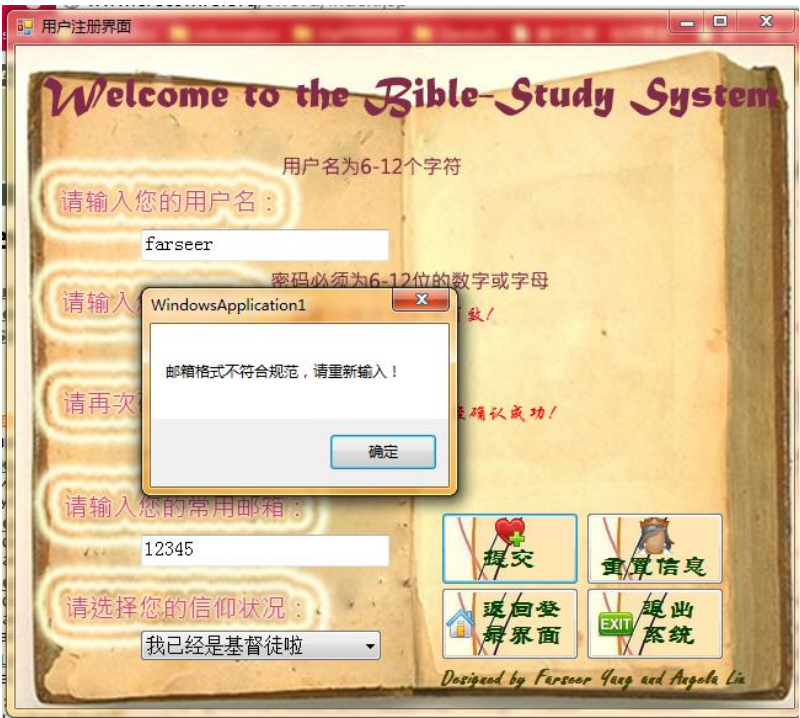 用户注册界面
Welcome to the Bible-Study System
用户名为6-12个字符
请输入您的用户名：
farseer
密码必须为6-12位的数字或字母
请输入
致！
WindowsApplication1
邮箱格式不符合规范，请重新输入！
确定
请再次
确认成功！
请输入您的常用邮箱：
12345
提交
重置信息
请选择您的信仰状况：
我已经是基督徒啦
返回登
录界面
EXIT
退出
系统
Designed by Farseer Yang and Angela Liu